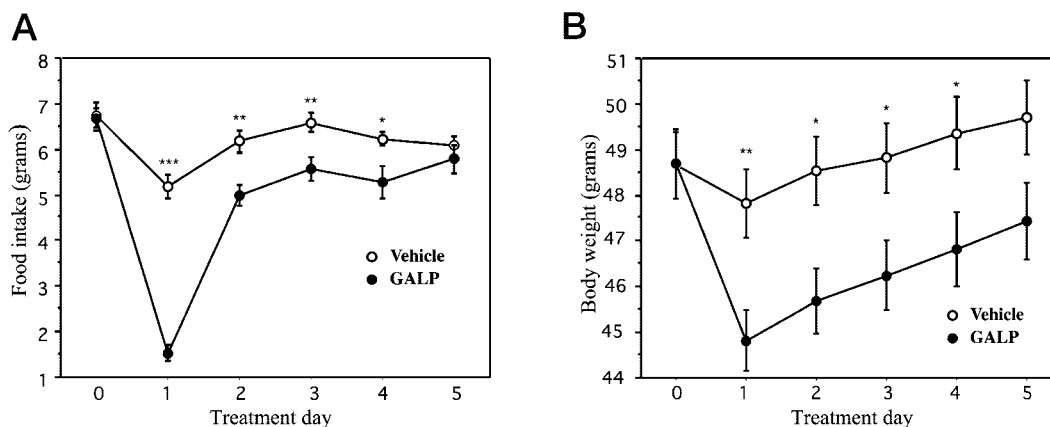 A
Food intake (grams)
8
7
6
5
4
3
2
1
***
**
**
*
Vehicle
GALP
0 1 2 3 4 5
Treatment day
B
Body weight (grams)
51
50
49
48
47
46
45
44
**
*
*
*
Vehicle
GALP
0 1 2 3 4 5
Treatment day